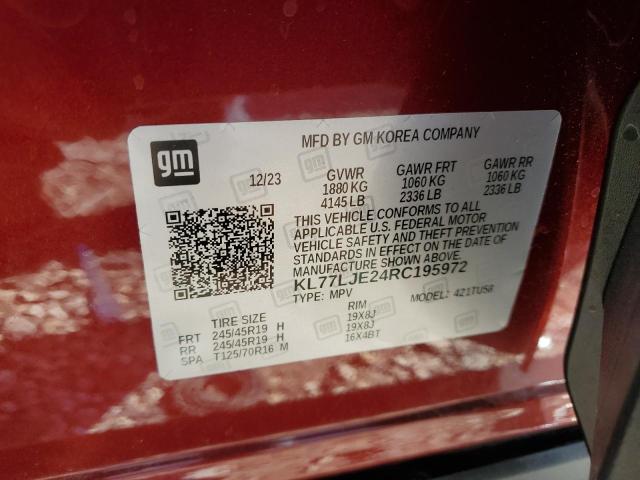 gm
MFD BY GM KOREA COMPANY
12/23 GVWR GAWR FRT GAWR RR
1880 KG 1060 KG 1060 KG
4145 LB 2336 LB 2336 LB
THIS VEHICLE CONFORMS TO ALL
APPLICABLE U.S. FEDERAL MOTOR
VEHICLE SAFETY AND THEFT PREVENTION
STANDARDS IN EFFECT ON THE DATE OF
MANUFACTURE SHOWN ABOVE.
KL77LJE24RC195972
TYPE: MPV MODEL: 4Z1TU58
TIRE SIZE RIM
FRT 245/45R19 H 19X8J
RR 245/45R19 H 19X8J
SPA T125/70R16 M 16X4BT